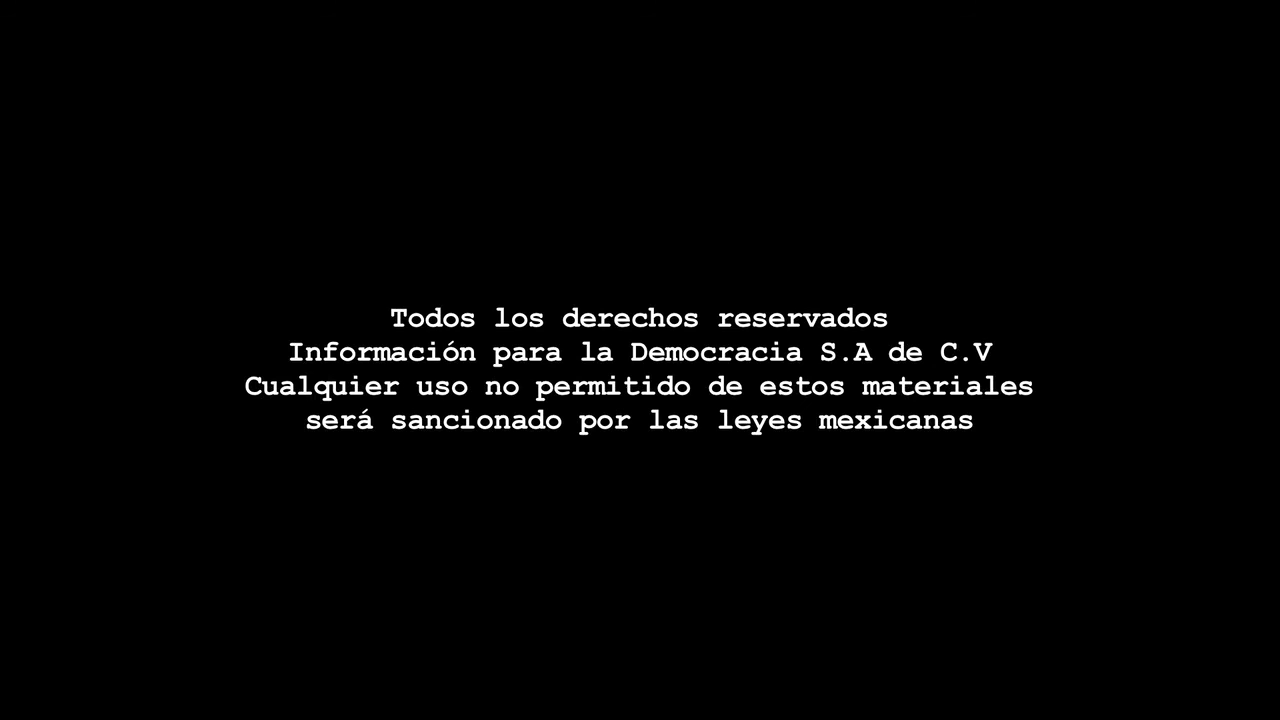 Todos los derechos reservados
Información para la Democracia S.A de C.V
Cualquier uso no permitido de estos materiales
será sancionado por las leyes mexicanas